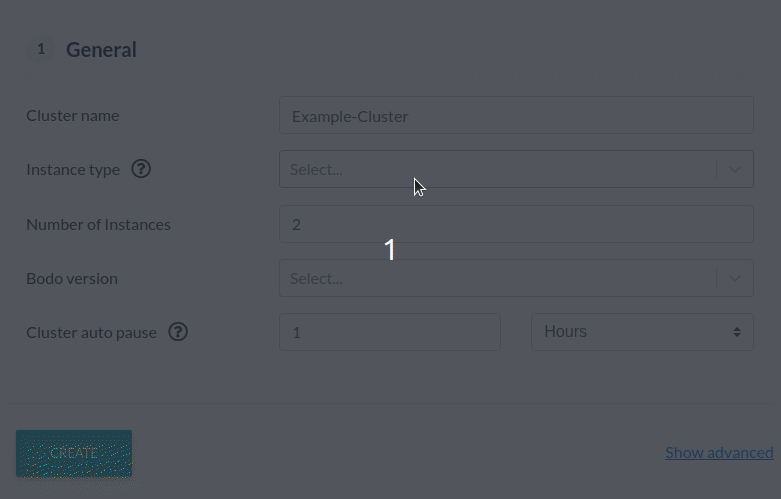 1 General
Cluster name Example-Cluster
Instance type ? Select...
Number of Instances 2
1
Bodo version Select...
Cluster auto pause ? 1 Hours
CREATE Show advanced